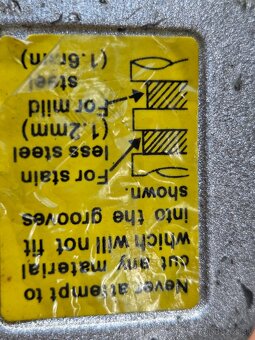 Never attempt to
cut any material
which will not fit
into the grooves
shown.
For stain
less steel
(1.2mm)
For mild
steel
(1.6mm)